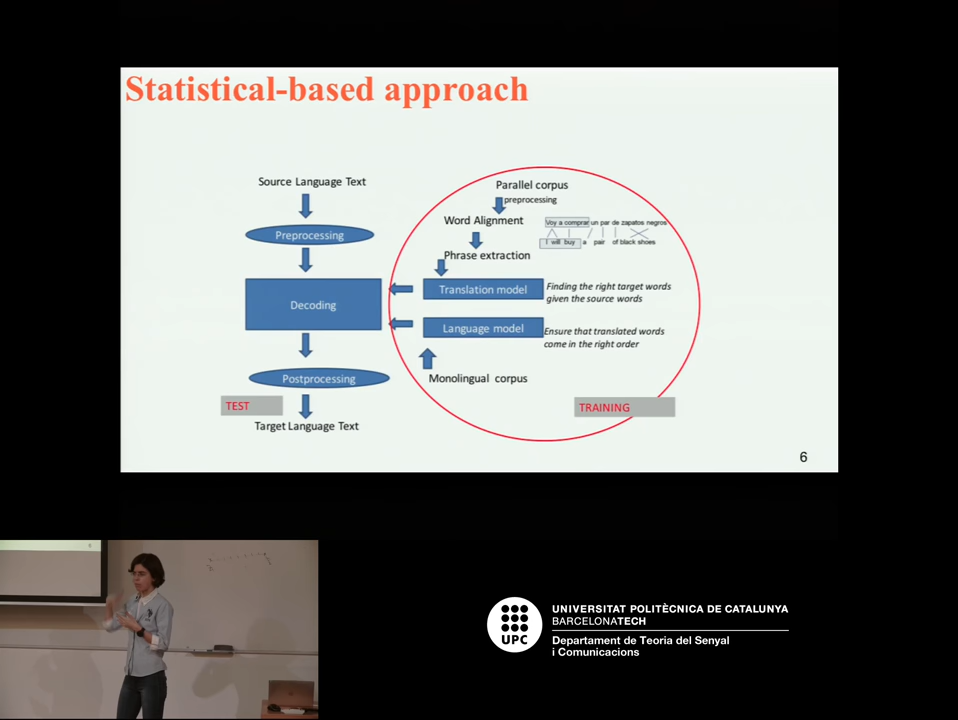 Statistical-based approach
Source Language Text
Preprocessing
Decoding
Postprocessing
TEST
Target Language Text
Parallel corpus
preprocessing
Word Alignment
Voy a comprar un par de zapatos negros
I will buy a pair of black shoes
Phrase extraction
Translation model
Finding the right target words
given the source words
Language model
Ensure that translated words
come in the right order
Monolingual corpus
TRAINING
6
UPC
UNIVERSITAT POLITÈCNICA DE CATALUNYA
BARCELONATECH
Departament de Teoria del Senyal
i Comunicacions